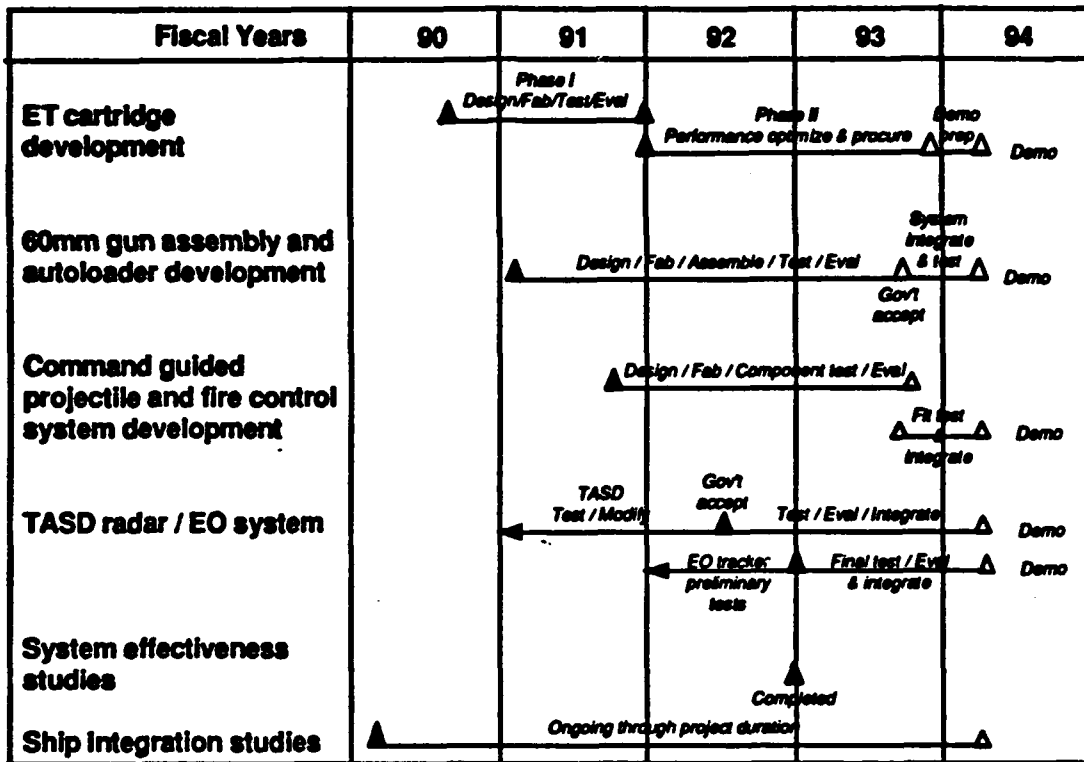 Fiscal Years 90 91 92 93 94
ET cartridge
development
Phase I
Design/Fab/Test/Eval
Phase II
Performance optimize & procure
Demo
prep
Demo
60mm gun assembly and
autoloader development
Design / Fab / Assemble / Test / Eval
System
integrate
& test
Gov't
accept
Demo
Command guided
projectile and fire control
system development
Design / Fab / Component test / Eval
Fit test
Integrate
Demo
TASD radar / EO system
TASD
Test / Modify
Gov't
accept
Test / Eval / Integrate
Demo
EO tracker
preliminary
tests
Final test / Eval
& integrate
Demo
System effectiveness
studies
Completed
Ship integration studies
Ongoing through project duration